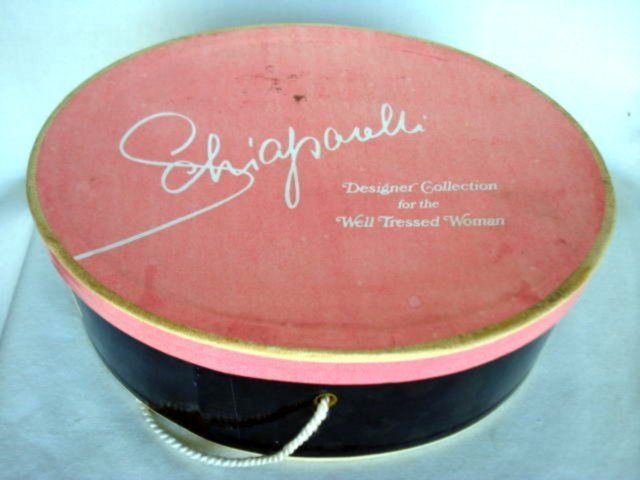 Schiaparelli
Designer Collection
for the
Well Tressed Woman